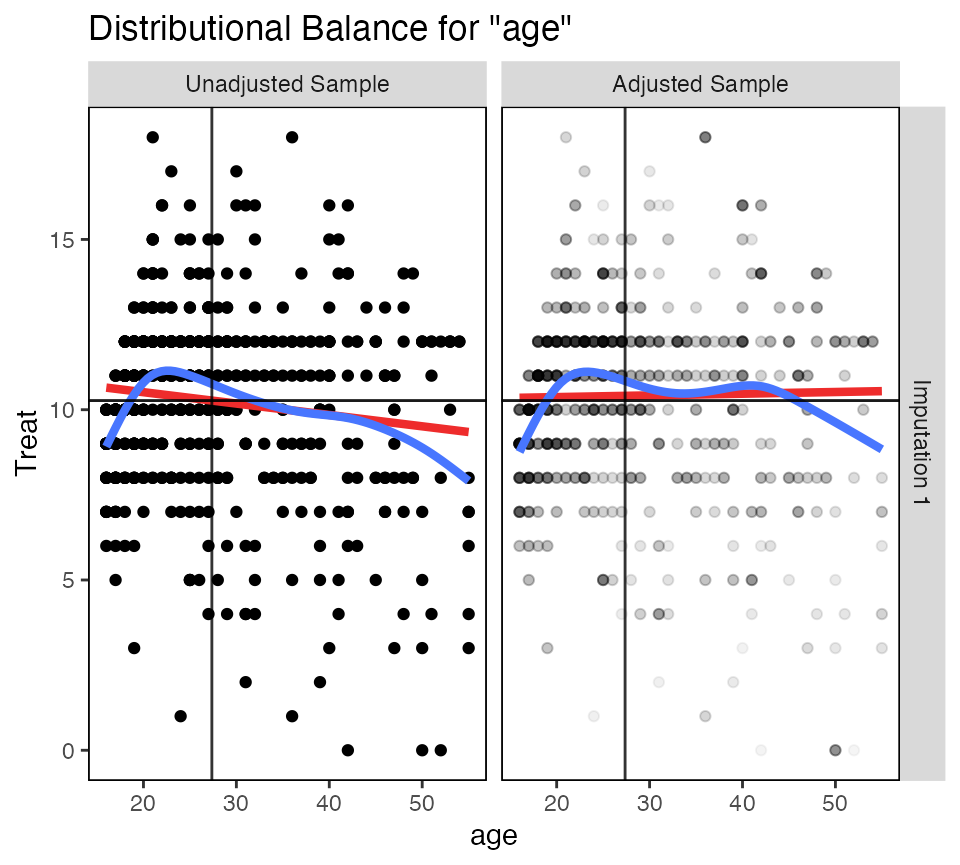 Distributional Balance for "age"
Unadjusted Sample
Adjusted Sample
Treat
15
10
5
0
Imputation 1
20
30
40
50
20
30
40
50
age